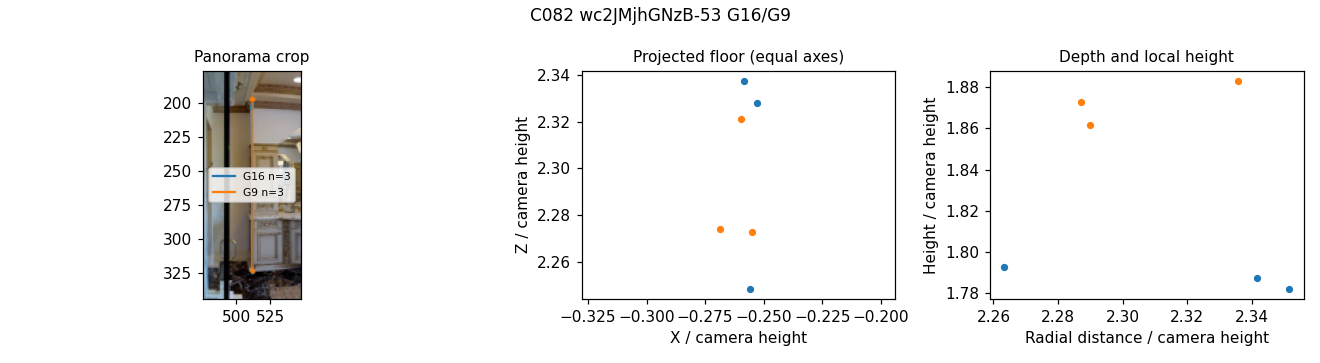 C082 wc2JMjhGNzB-53 G16/G9
Panorama crop
200
225
250
275
300
325
500 525
G16 n=3
G9 n=3
Projected floor (equal axes)
Z / camera height
2.34
2.32
2.30
2.28
2.26
−0.325 −0.300 −0.275 −0.250 −0.225 −0.200
X / camera height
Depth and local height
Height / camera height
1.88
1.86
1.84
1.82
1.80
1.78
2.26 2.28 2.30 2.32 2.34
Radial distance / camera height